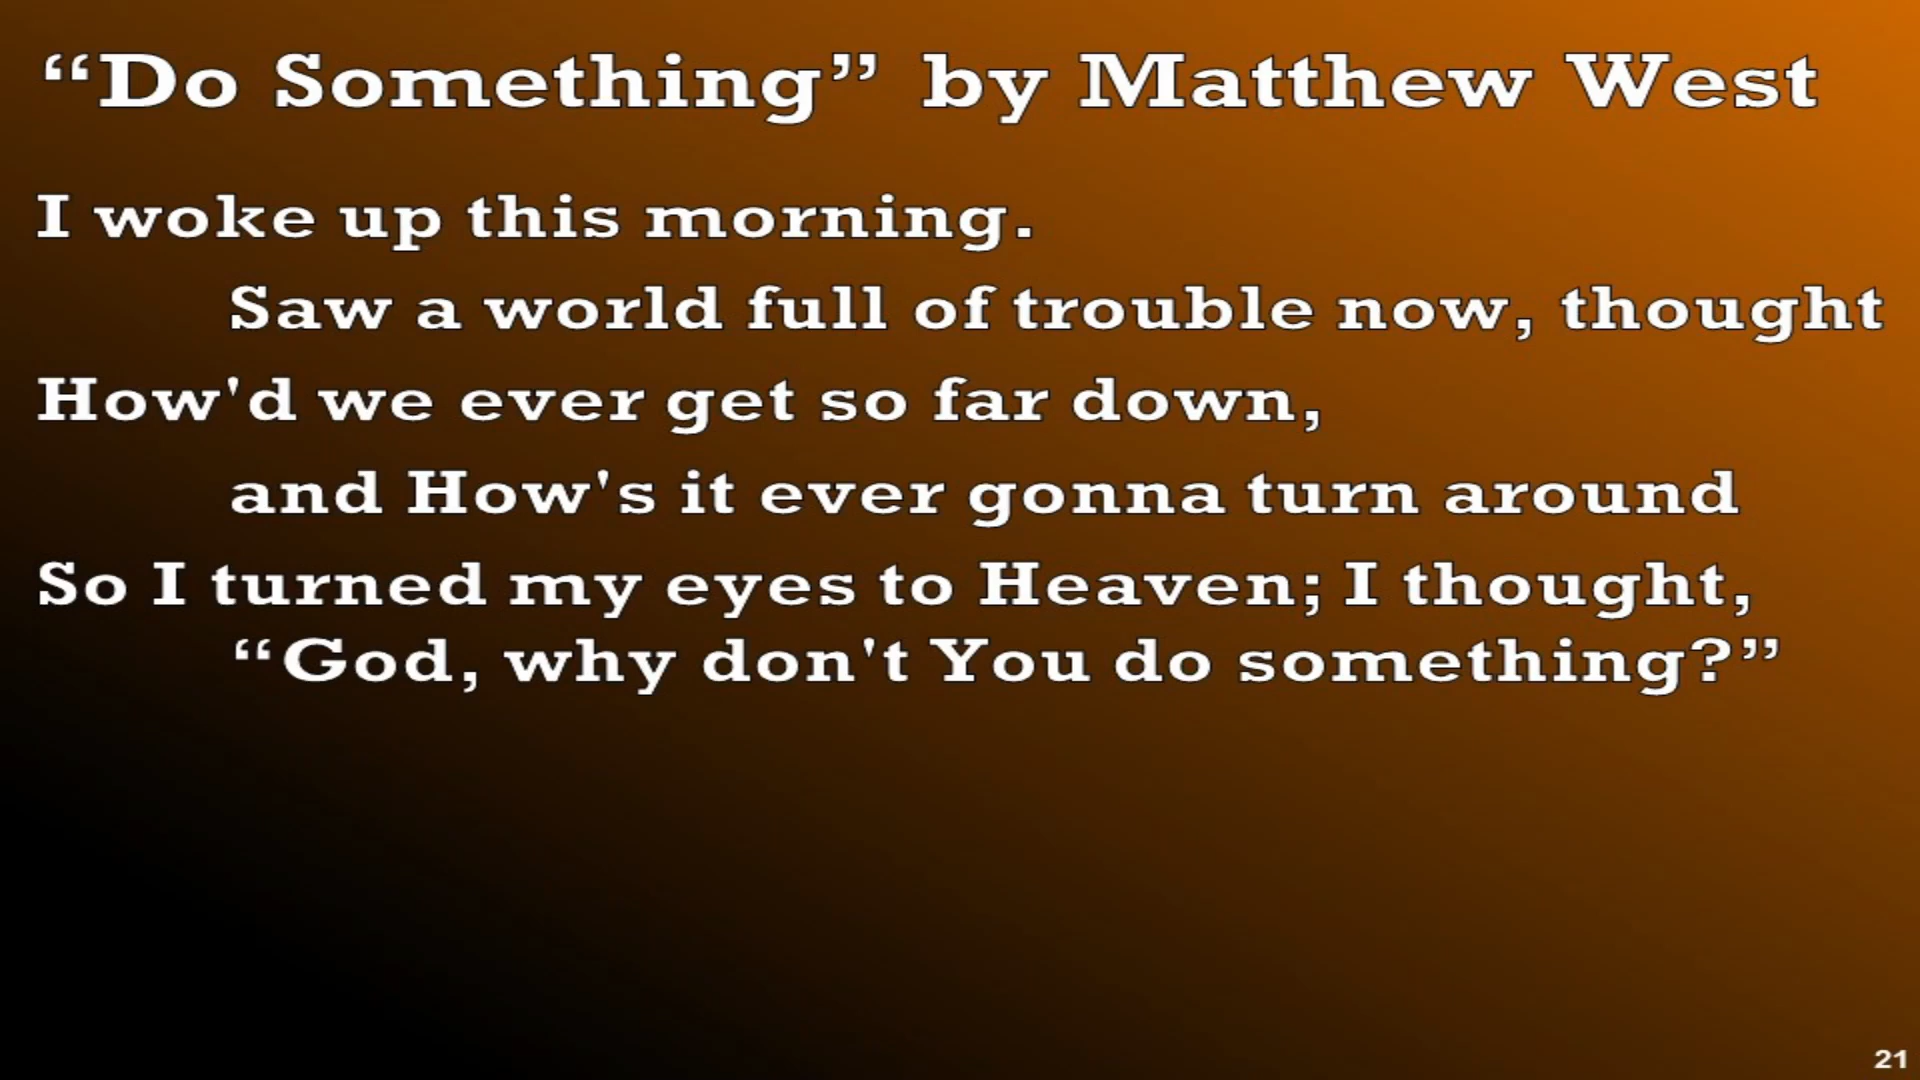 “Do Something” by Matthew West
I woke up this morning.
Saw a world full of trouble now, thought
How'd we ever get so far down,
and How's it ever gonna turn around
So I turned my eyes to Heaven; I thought,
“God, why don't You do something?”
21